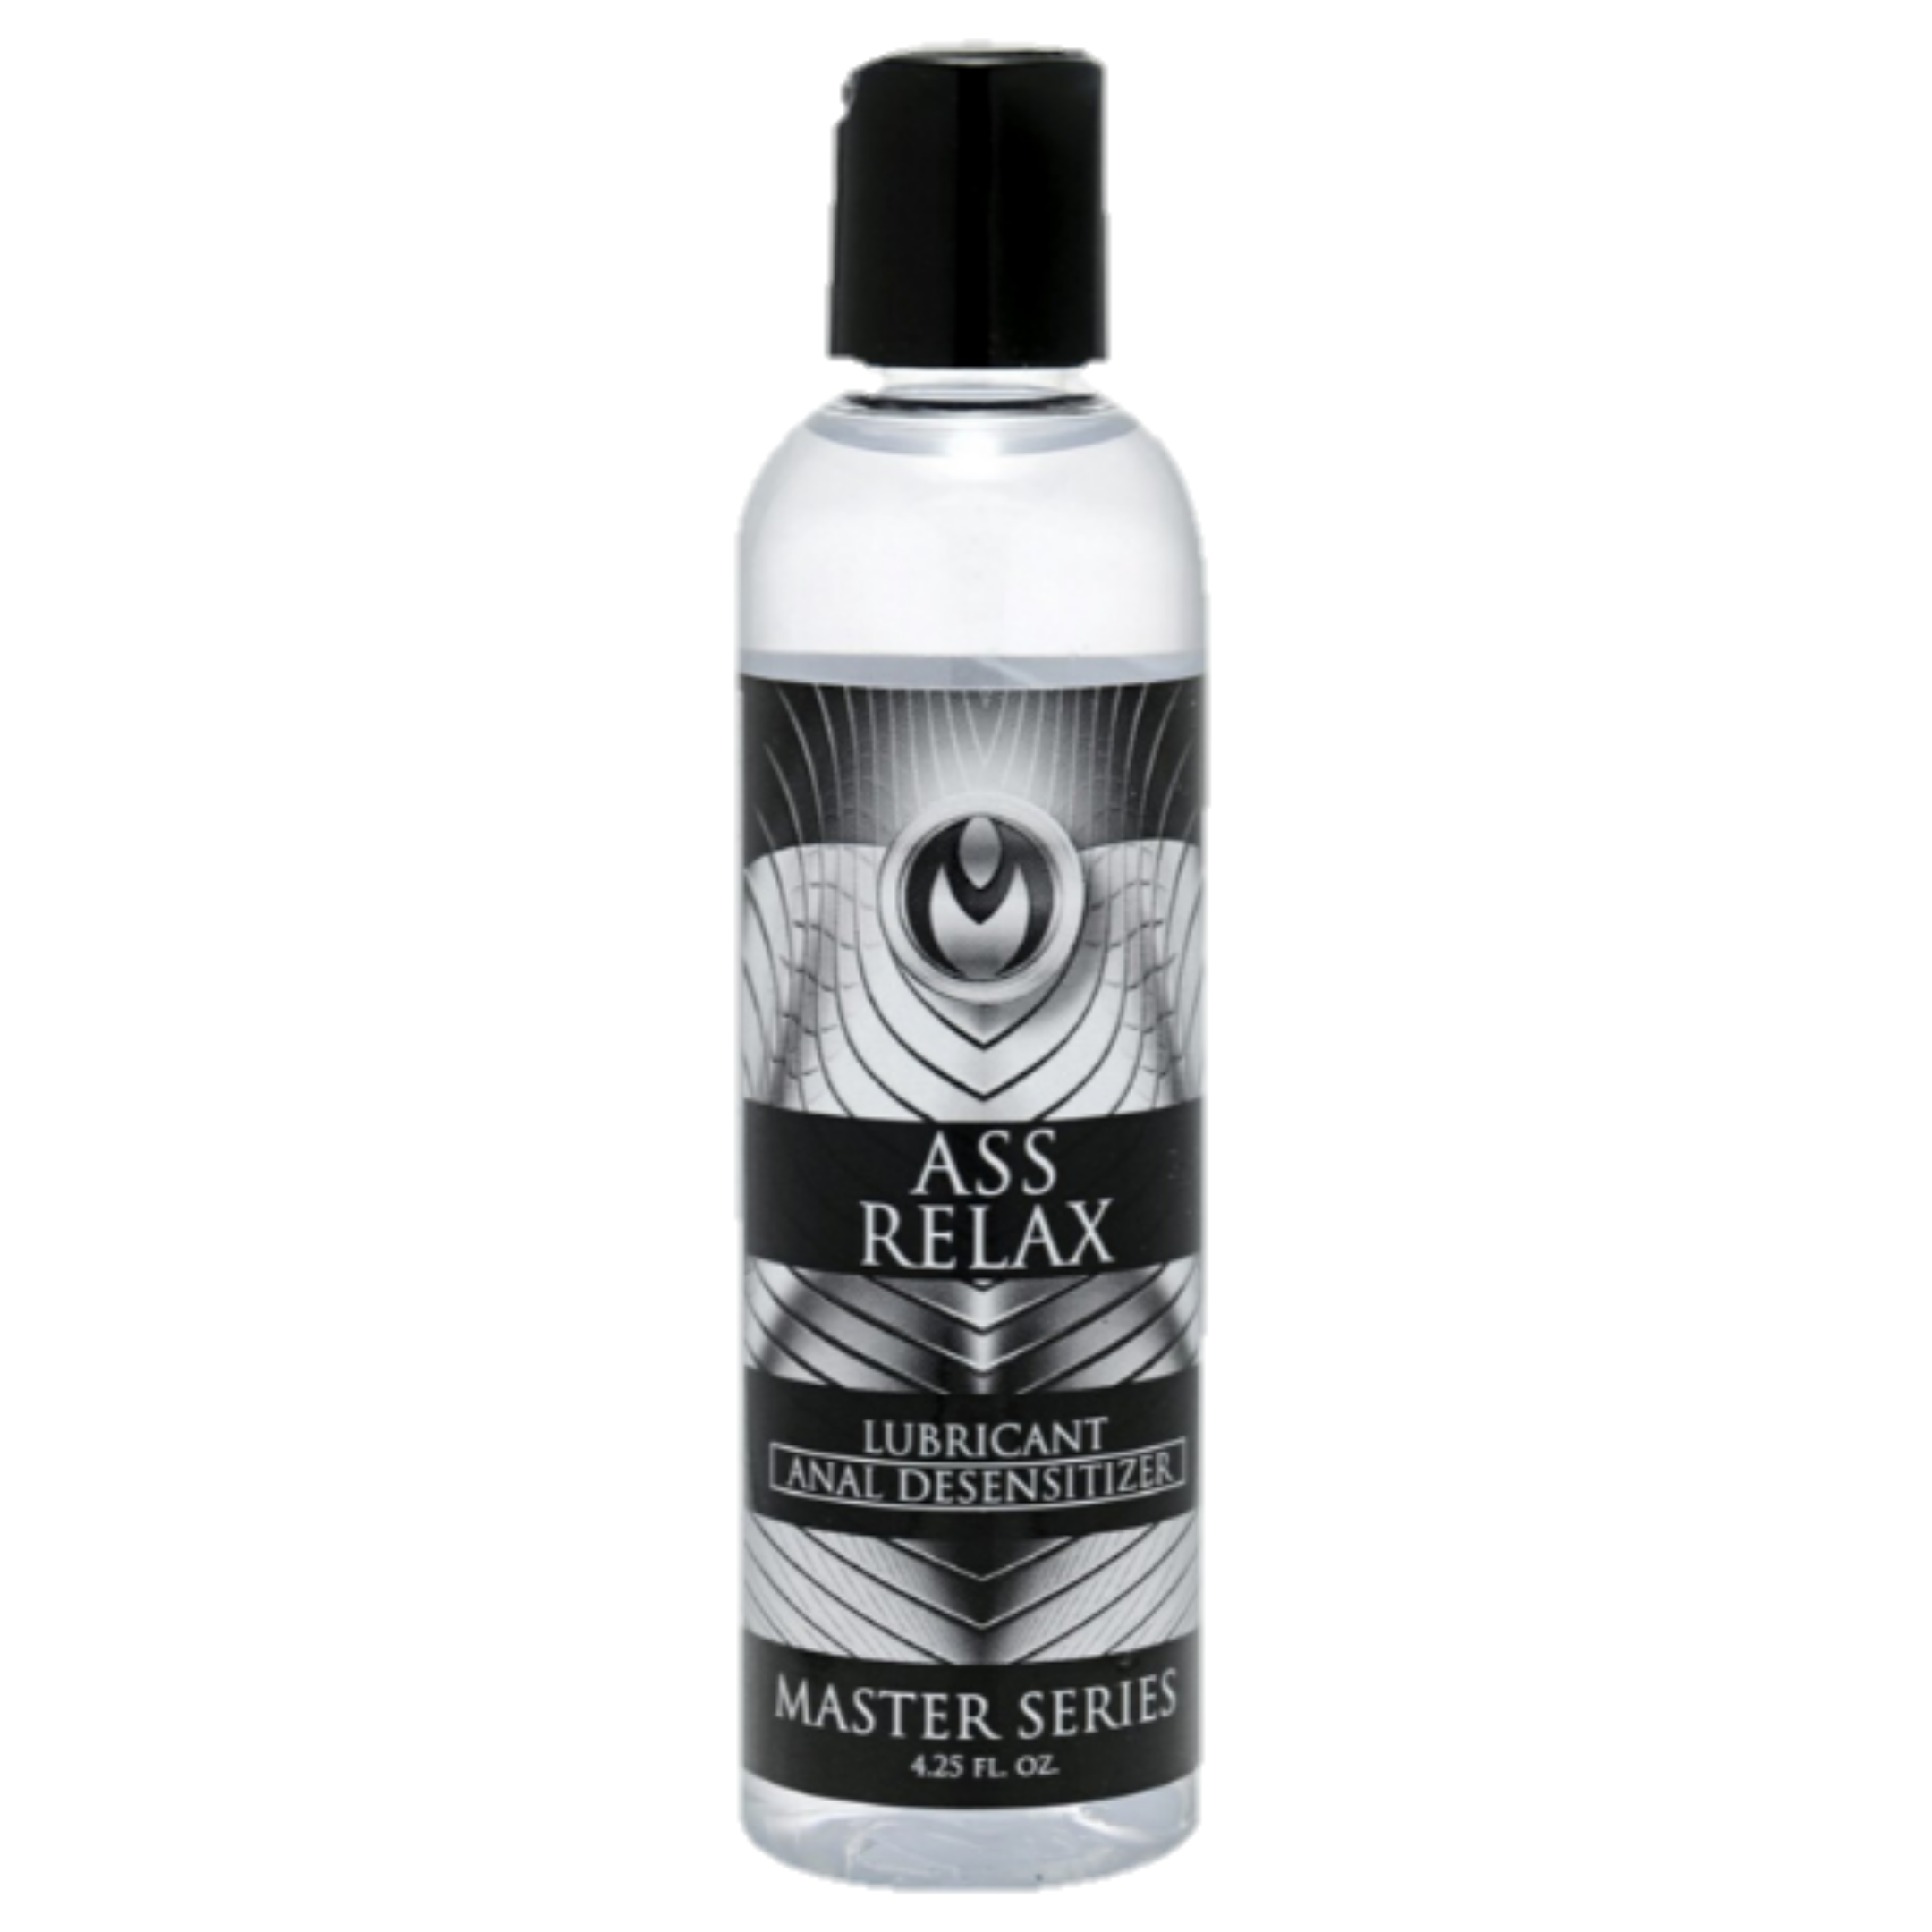 ASS
RELAX
LUBRICANT
ANAL DESENSITIZER
MASTER SERIES
4.25 FL. OZ.